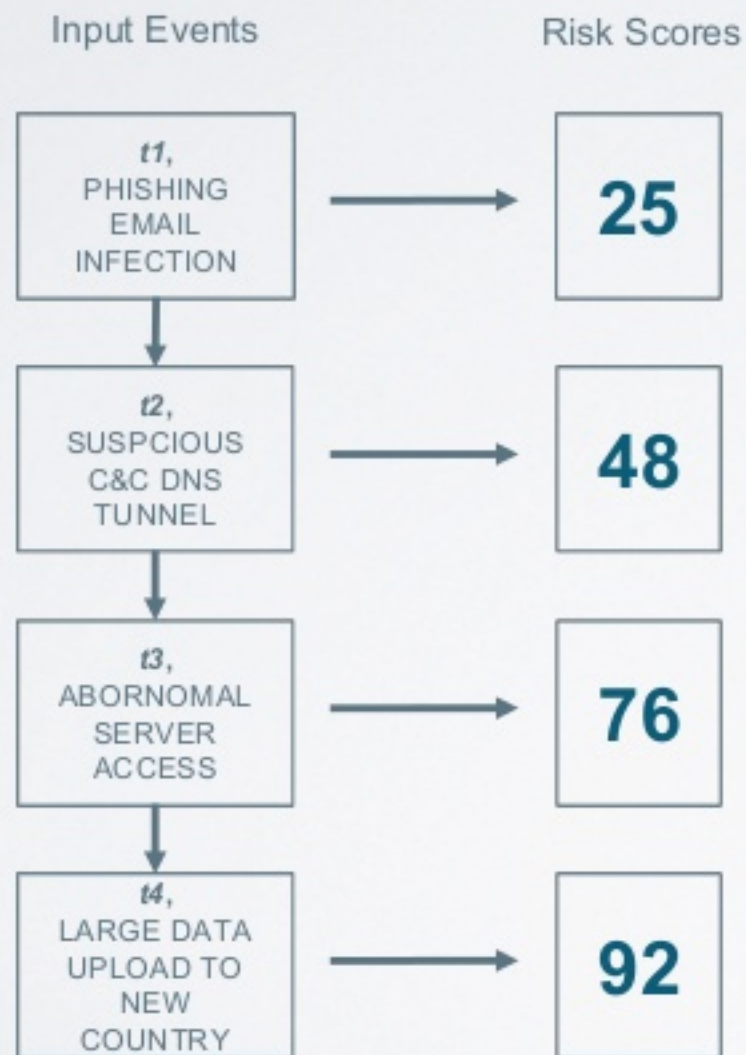 Input Events
Risk Scores
t1,
PHISHING
EMAIL
INFECTION
25
t2,
SUSPCIOUS
C&C DNS
TUNNEL
48
t3,
ABORNOMAL
SERVER
ACCESS
76
t4,
LARGE DATA
UPLOAD TO
NEW
COUNTRY
92